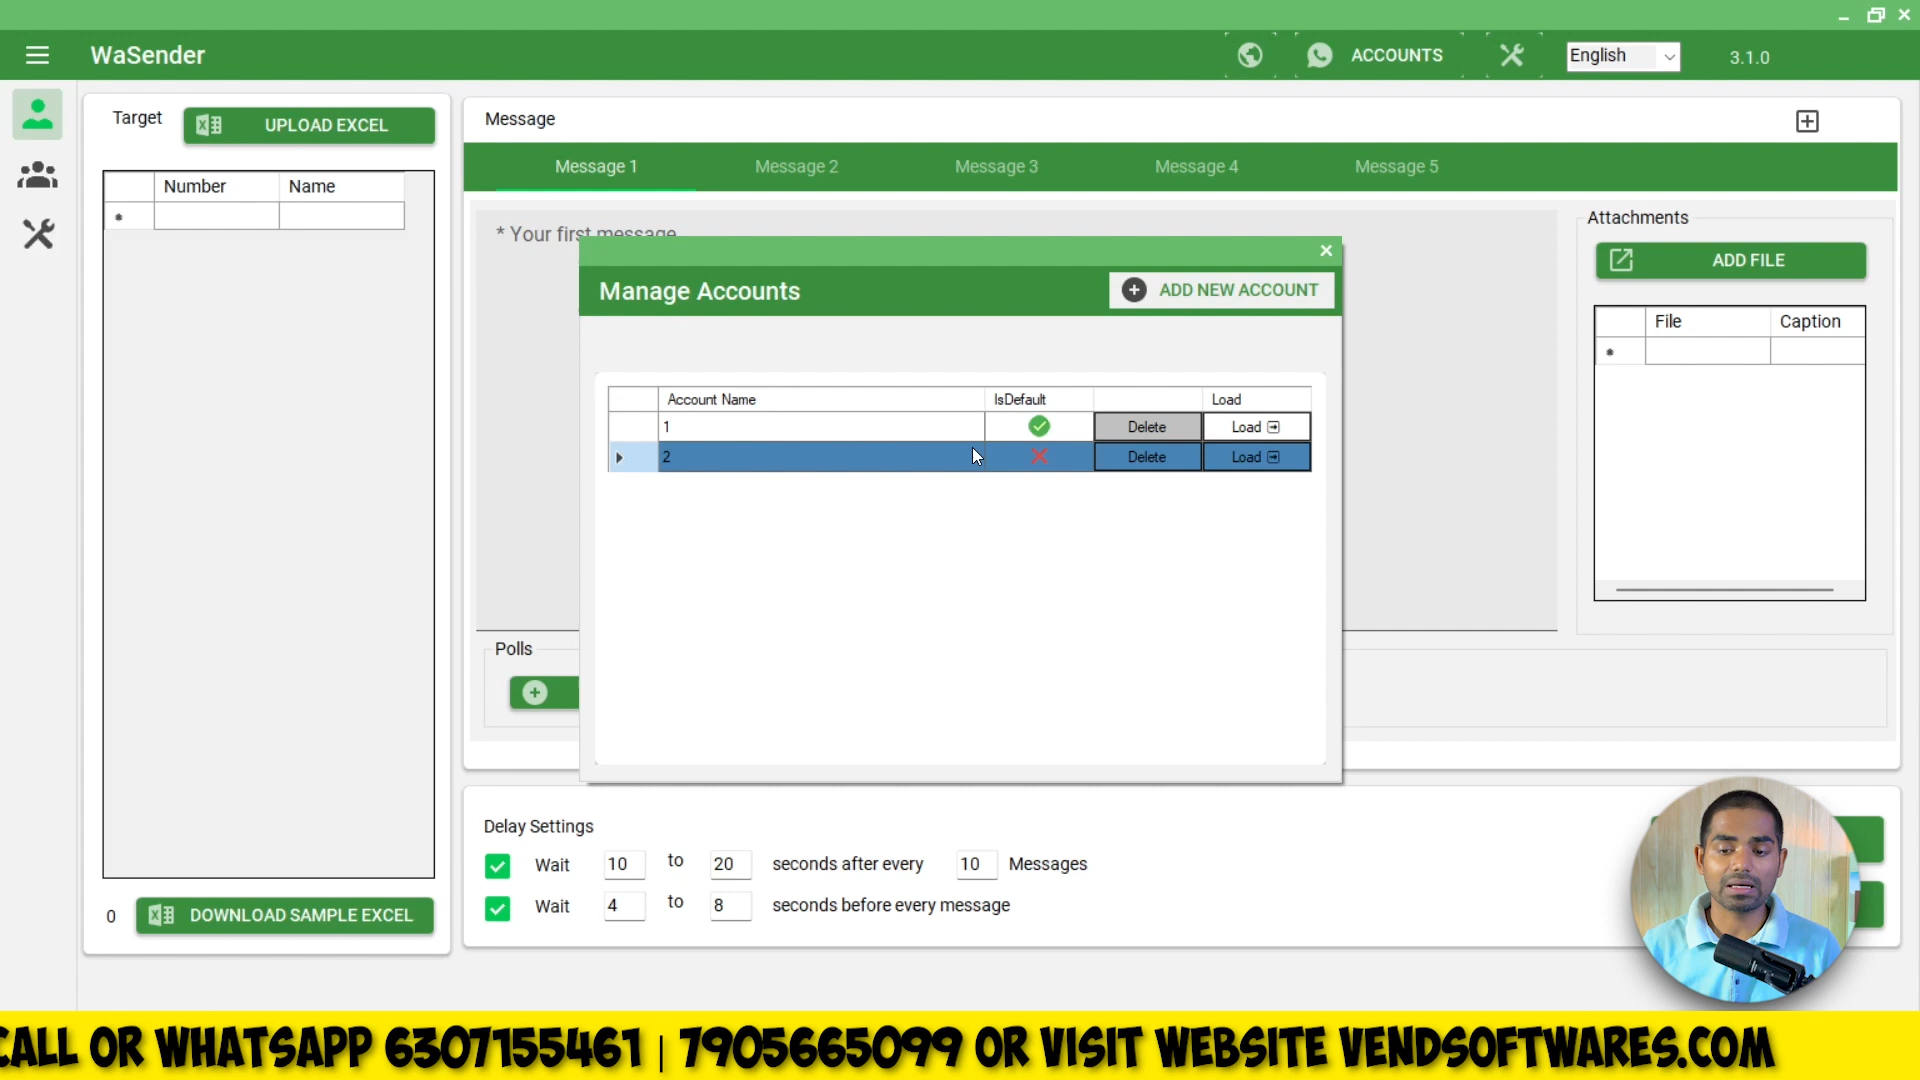 WaSender
ACCOUNTS
English
3.1.0
Target
UPLOAD EXCEL
Number Name
0
DOWNLOAD SAMPLE EXCEL
Message
Message 1 Message 2 Message 3 Message 4 Message 5
* Your first message
Attachments
ADD FILE
File Caption
Manage Accounts
ADD NEW ACCOUNT
Account Name IsDefault Load
1 Delete Load
2 Delete Load
Polls
Delay Settings
Wait 10 to 20 seconds after every 10 Messages
Wait 4 to 8 seconds before every message
CALL OR WHATSAPP 6307155461 | 7905665099 OR VISIT WEBSITE VENDSOFTWARES.COM